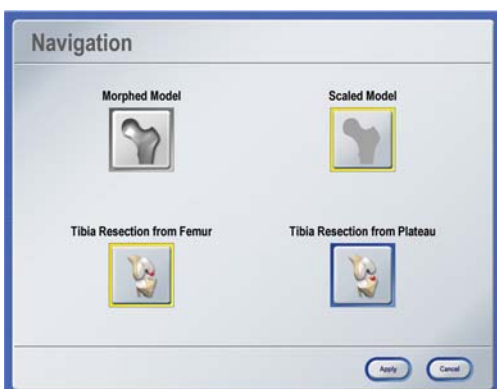 Navigation
Morphed Model
Scaled Model
Tibia Resection from Femur
Tibia Resection from Plateau
Apply
Cancel